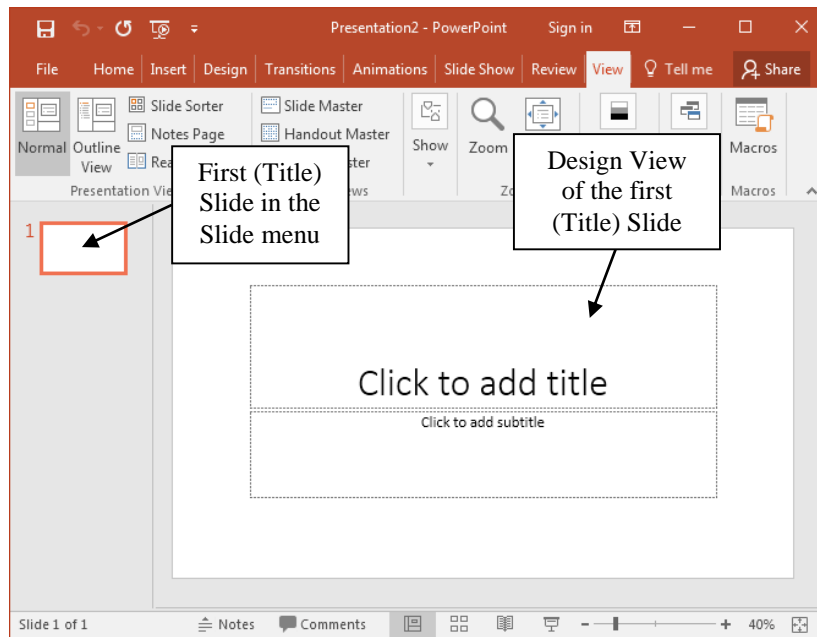 Presentation2 - PowerPoint Sign in
File Home Insert Design Transitions Animations Slide Show Review View Tell me Share
Normal
Outline View
Slide Sorter
Notes Page
Slide Master
Handout Master
Show
Zoom
Macros
Macros
First (Title)
Slide in the
Slide menu
Design View
of the first
(Title) Slide
1
Click to add title
Click to add subtitle
Slide 1 of 1 Notes Comments 40%